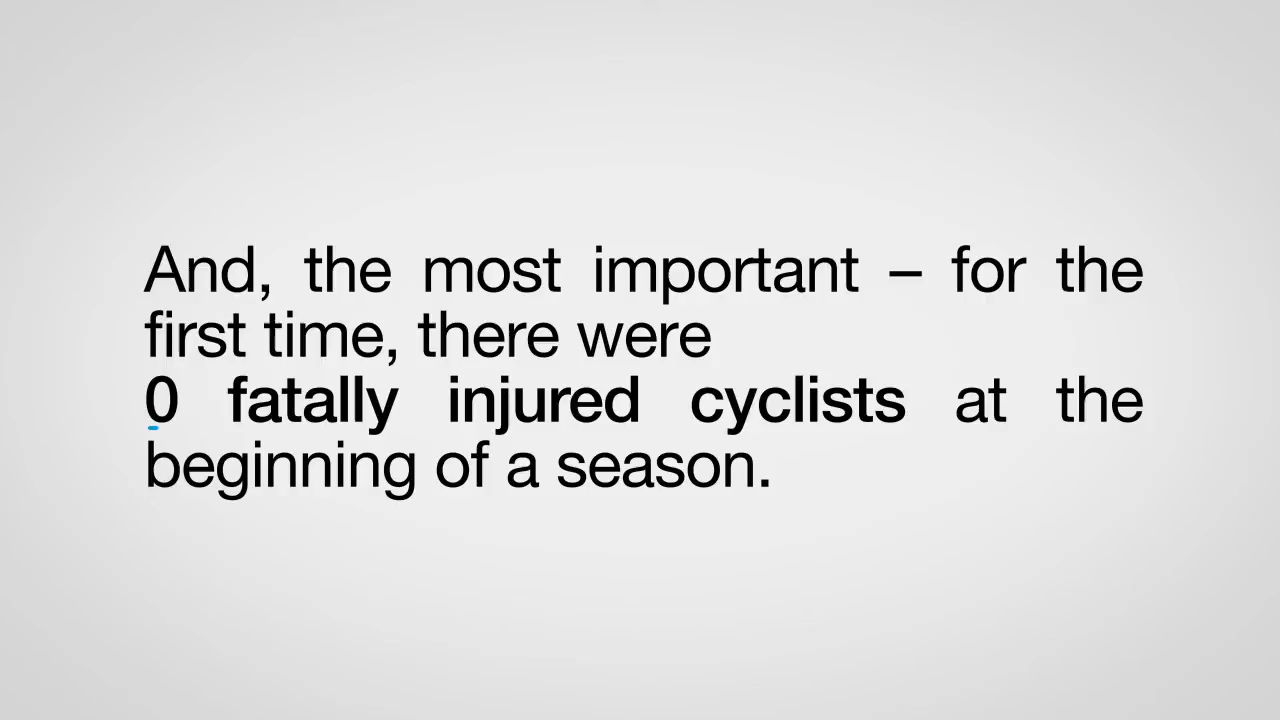 And, the most important – for the
first time, there were
0 fatally injured cyclists at the
beginning of a season.